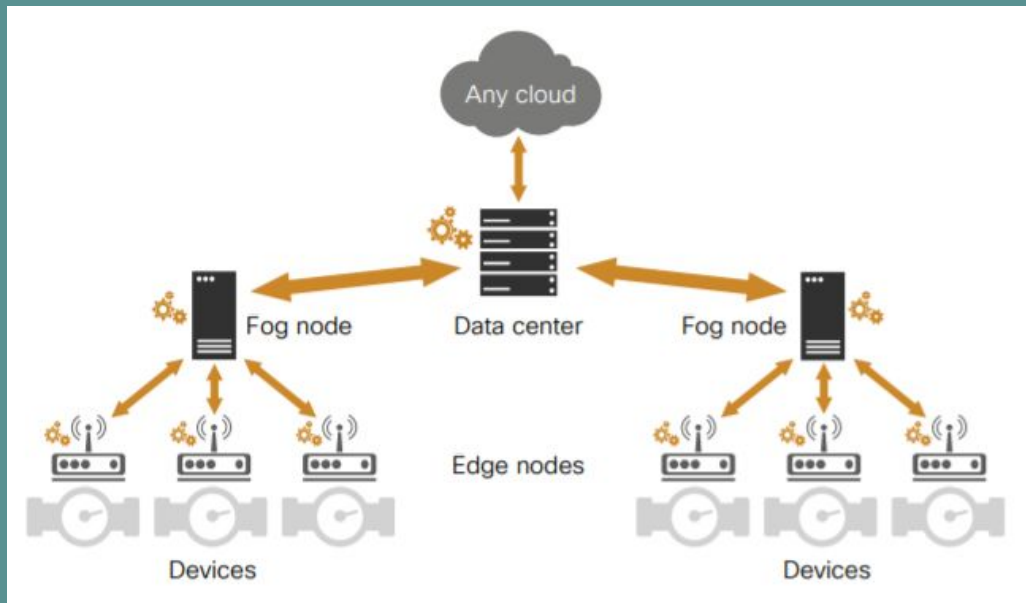 Any cloud
Fog node
Data center
Fog node
Edge nodes
Devices
Devices